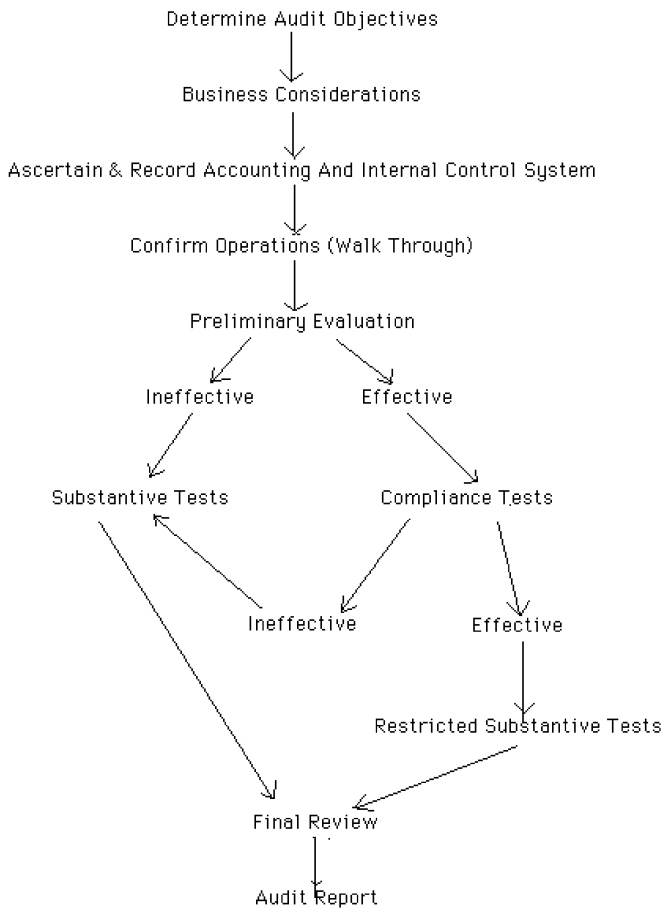 Determine Audit Objectives
Business Considerations
Ascertain & Record Accounting And Internal Control System
Confirm Operations (Walk Through)
Preliminary Evaluation
Ineffective Effective
Substantive Tests Compliance Tests
Ineffective Effective
Restricted Substantive Tests
Final Review
Audit Report